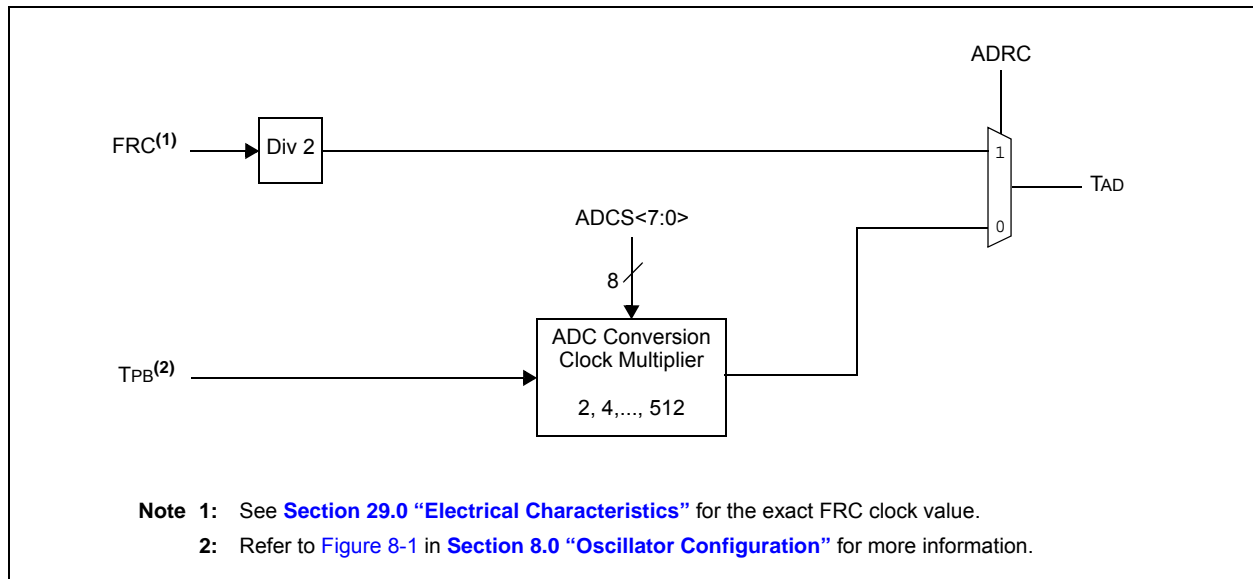 ADRC
FRC(1)
Div 2
1
TAD
ADCS<7:0>
0
8
ADC Conversion
Clock Multiplier
TPB(2)
2, 4,..., 512
Note 1: See Section 29.0 “Electrical Characteristics” for the exact FRC clock value.
2: Refer to Figure 8-1 in Section 8.0 “Oscillator Configuration” for more information.